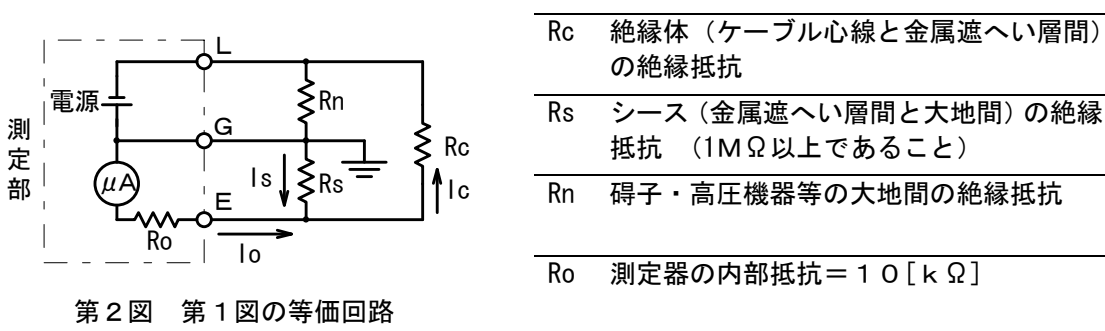 L
電源
Rn
G
測定部
μA
Is
Rs
Rc
Ic
E
Ro
Io
第2図 第1図の等価回路
Rc 絶縁体（ケーブル心線と金属遮へい層間）
の絶縁抵抗
Rs シース（金属遮へい層間と大地間）の絶縁
抵抗 （1MΩ以上であること）
Rn 碍子・高圧機器等の大地間の絶縁抵抗
Ro 測定器の内部抵抗＝１０［ｋΩ］